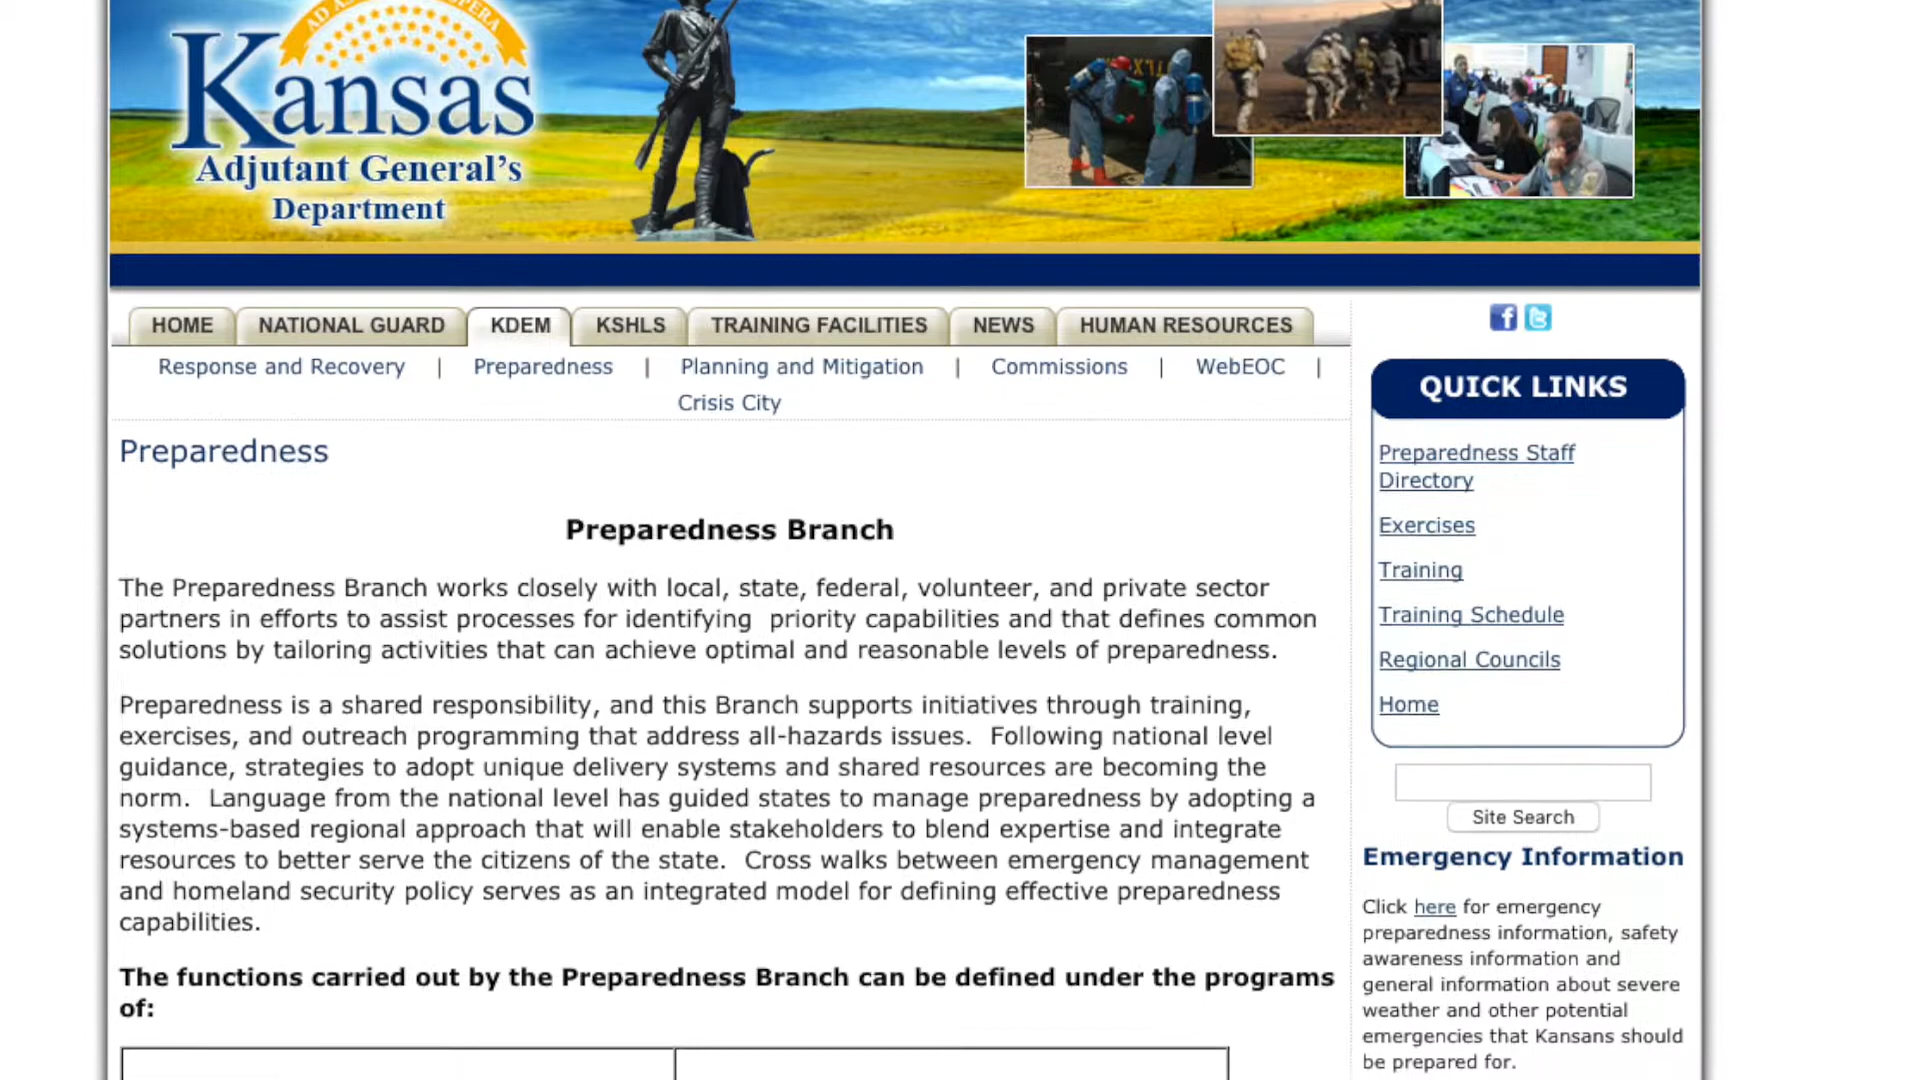 Kansas
Adjutant General's
Department
HOME
NATIONAL GUARD
KDEM
KSHLS
TRAINING FACILITIES
NEWS
HUMAN RESOURCES
Response and Recovery | Preparedness | Planning and Mitigation | Commissions | WebEOC |
Crisis City
Preparedness
Preparedness Branch
The Preparedness Branch works closely with local, state, federal, volunteer, and private sector
partners in efforts to assist processes for identifying  priority capabilities and that defines common
solutions by tailoring activities that can achieve optimal and reasonable levels of preparedness.
Preparedness is a shared responsibility, and this Branch supports initiatives through training,
exercises, and outreach programming that address all-hazards issues.  Following national level
guidance, strategies to adopt unique delivery systems and shared resources are becoming the
norm.  Language from the national level has guided states to manage preparedness by adopting a
systems-based regional approach that will enable stakeholders to blend expertise and integrate
resources to better serve the citizens of the state.  Cross walks between emergency management
and homeland security policy serves as an integrated model for defining effective preparedness
capabilities.
The functions carried out by the Preparedness Branch can be defined under the programs
of:
QUICK LINKS
Preparedness Staff
Directory
Exercises
Training
Training Schedule
Regional Councils
Home
Site Search
Emergency Information
Click here for emergency
preparedness information, safety
awareness information and
general information about severe
weather and other potential
emergencies that Kansans should
be prepared for.